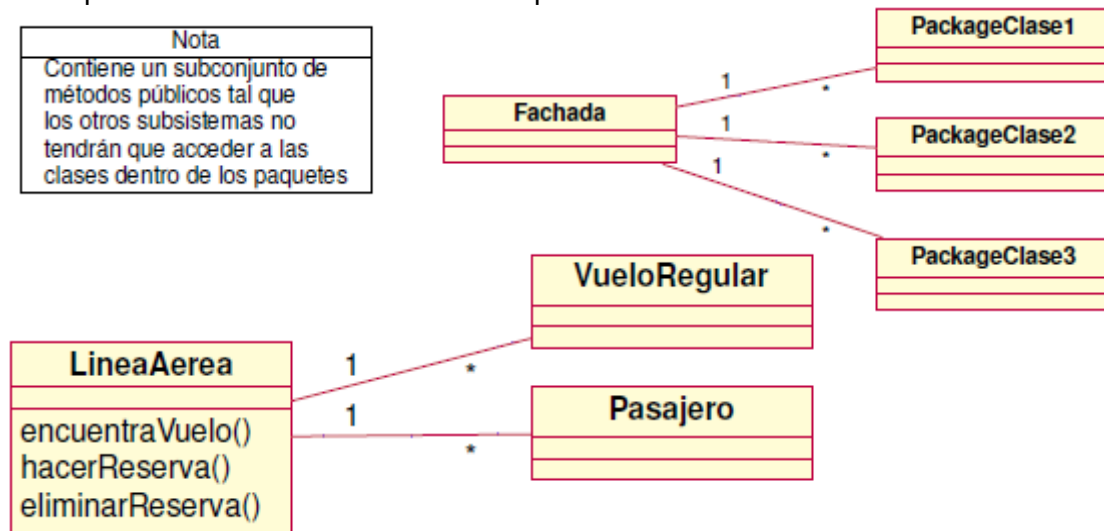 Nota
Contiene un subconjunto de
métodos públicos tal que
los otros subsistemas no
tendrán que acceder a las
clases dentro de los paquetes
Fachada
1
*
1
*
1
*
PackageClase1
PackageClase2
PackageClase3
LineaAerea
encuentraVuelo()
hacerReserva()
eliminarReserva()
1
*
1
*
VueloRegular
Pasajero